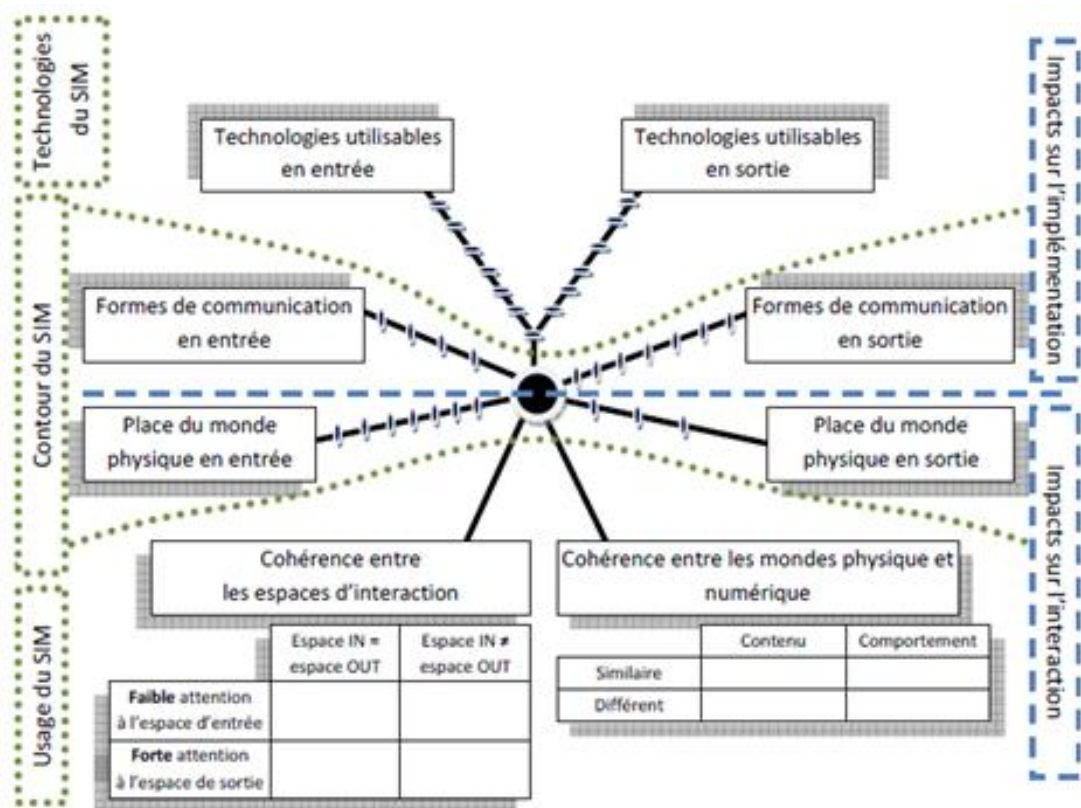 Technologies
du SIM
Technologies utilisables
en entrée
Technologies utilisables
en sortie
Impacts sur l'implémentation
Contour du SIM
Formes de communication
en entrée
Formes de communication
en sortie
Place du monde
physique en entrée
Place du monde
physique en sortie
Impacts sur l'interaction
Usage du SIM
Cohérence entre
les espaces d'interaction
Cohérence entre les mondes physique et
numérique
Espace IN =
espace OUT
Espace IN ≠
espace OUT
Faible attention
à l'espace d'entrée
Forte attention
à l'espace de sortie
Contenu
Comportement
Similaire
Différent